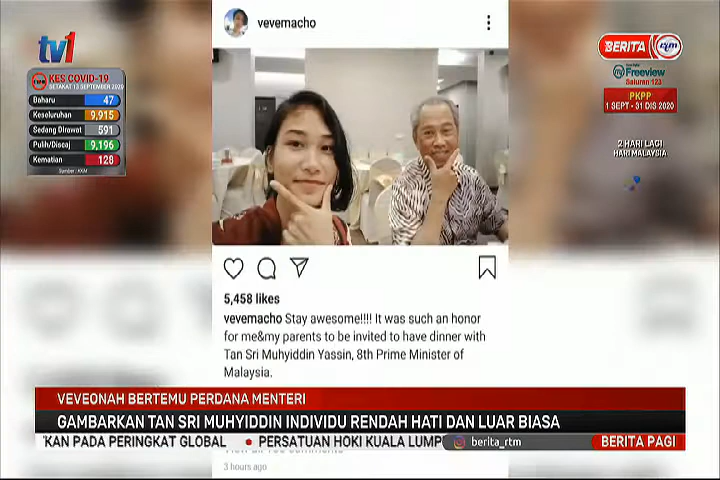 vevemacho
tv1
KES COVID-19
SETAKAT 13 SEPTEMBER 2020
Baharu 47
Keseluruhan 9,915
Sedang Dirawat 591
Pulih/Discaj 9,196
Kematian 128
Sumber : KKM
BERITA rtm
Freeview
Saluran 123
PKPP
1 SEPT - 31 DIS 2020
2 HARI LAGI
HARI MALAYSIA
5,458 likes
vevemacho Stay awesome!!!! It was such an honor
for me&my parents to be invited to have dinner with
Tan Sri Muhyiddin Yassin, 8th Prime Minister of
Malaysia.
VEVEONAH BERTEMU PERDANA MENTERI
GAMBARKAN TAN SRI MUHYIDDIN INDIVIDU RENDAH HATI DAN LUAR BIASA
KAN PADA PERINGKAT GLOBAL • PERSATUAN HOKI KUALA LUMP
berita_rtm
BERITA PAGI
3 hours ago